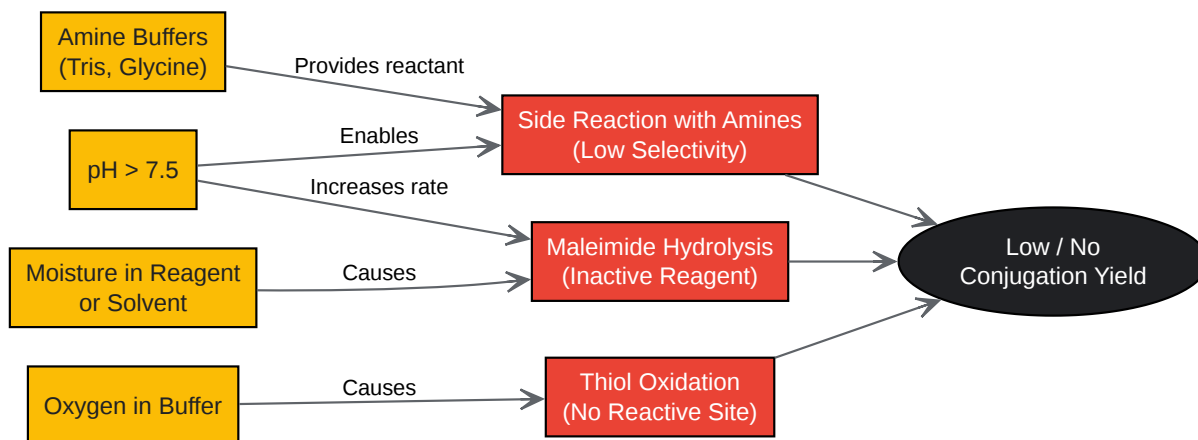 Amine Buffers
(Tris, Glycine)
Provides reactant
Side Reaction with Amines
(Low Selectivity)
Enables
pH > 7.5
Increases rate
Maleimide Hydrolysis
(Inactive Reagent)
Low / No
Conjugation Yield
Moisture in Reagent
or Solvent
Causes
Thiol Oxidation
(No Reactive Site)
Causes
Oxygen in Buffer